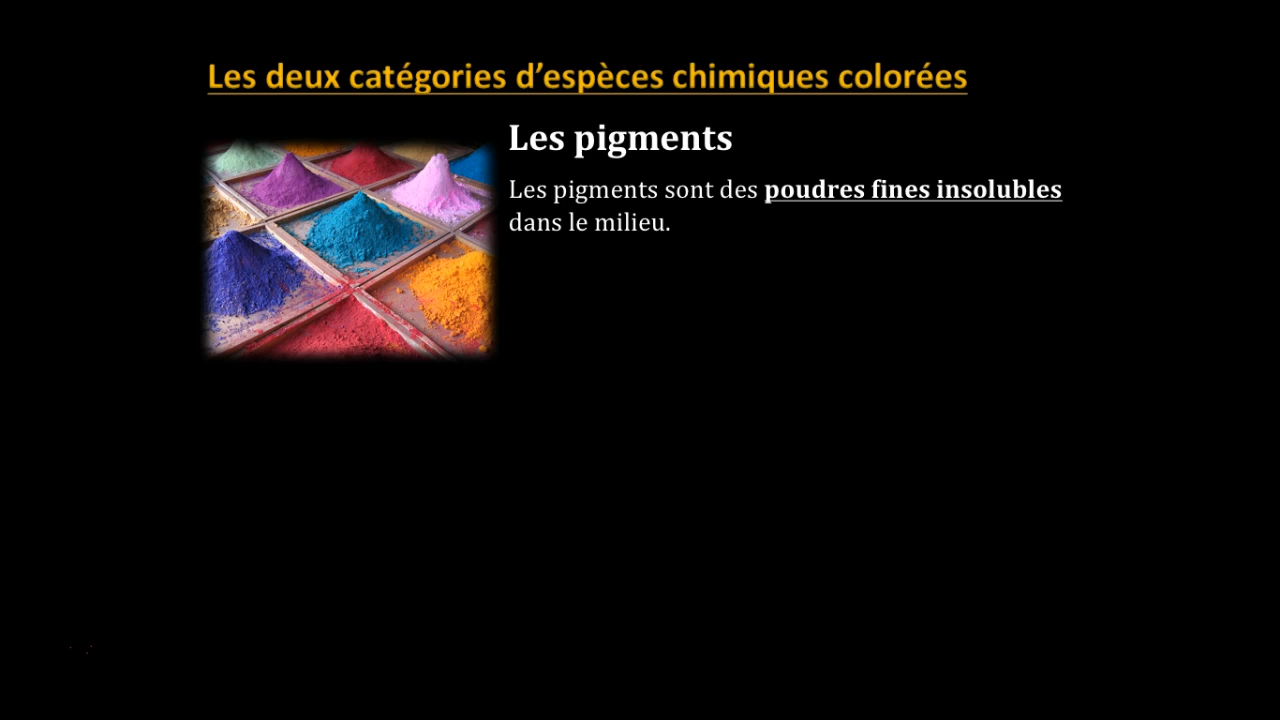 Les deux catégories d’espèces chimiques colorées
Les pigments
Les pigments sont des poudres fines insolubles
dans le milieu.